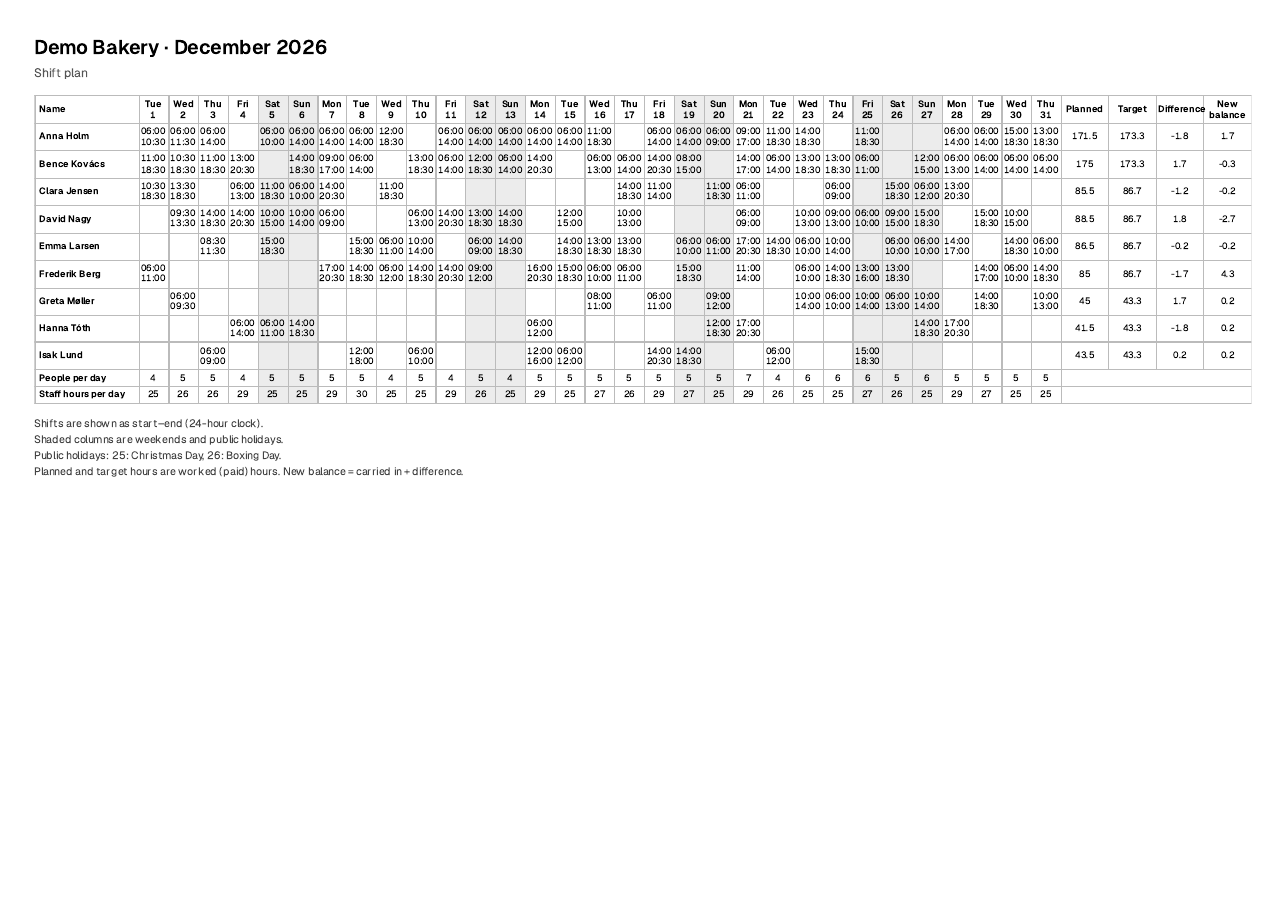 Demo Bakery · December 2026
Shift plan
Name Tue 1 Wed 2 Thu 3 Fri 4 Sat 5 Sun 6 Mon 7 Tue 8 Wed 9 Thu 10 Fri 11 Sat 12 Sun 13 Mon 14 Tue 15 Wed 16 Thu 17 Fri 18 Sat 19 Sun 20 Mon 21 Tue 22 Wed 23 Thu 24 Fri 25 Sat 26 Sun 27 Mon 28 Tue 29 Wed 30 Thu 31 Planned Target Difference New balance
06:00 06:00 06:00 06:00 06:00 06:00 06:00 12:00 06:00 06:00 06:00 06:00 06:00 11:00 06:00 06:00 06:00 09:00 11:00 14:00 11:00 06:00 06:00 15:00 13:00
Anna Holm 171.5 173.3 -1.8 1.7
10:30 11:30 14:00 10:00 14:00 14:00 14:00 18:30 14:00 14:00 14:00 14:00 14:00 18:30 14:00 14:00 09:00 17:00 18:30 18:30 18:30 14:00 14:00 18:30 18:30
11:00 10:30 11:00 13:00 14:00 09:00 06:00 13:00 06:00 12:00 06:00 14:00 06:00 06:00 14:00 08:00 14:00 06:00 13:00 13:00 06:00 12:00 06:00 06:00 06:00 06:00
Bence Kovács 175 173.3 1.7 -0.3
18:30 18:30 18:30 20:30 18:30 17:00 14:00 18:30 14:00 18:30 14:00 20:30 13:00 14:00 20:30 15:00 17:00 14:00 18:30 18:30 11:00 15:00 13:00 14:00 14:00 14:00
10:30 13:30 06:00 11:00 06:00 14:00 11:00 14:00 11:00 11:00 06:00 06:00 15:00 06:00 13:00
Clara Jensen 85.5 86.7 -1.2 -0.2
18:30 18:30 13:00 18:30 10:00 20:30 18:30 18:30 14:00 18:30 11:00 09:00 18:30 10:00 20:30
09:30 14:00 14:00 10:00 10:00 06:00 06:00 14:00 13:00 14:00 12:00 10:00 06:00 10:00 09:00 06:00 09:00 15:00 15:00 10:00
David Nagy 88.5 86.7 1.8 -2.7
13:30 18:30 20:30 15:00 14:00 09:00 13:00 20:30 18:30 18:30 15:00 13:00 09:00 13:00 13:00 10:00 15:00 18:30 18:30 15:00
08:30 15:00 15:00 06:00 10:00 06:00 14:00 14:00 13:00 13:00 06:00 06:00 17:00 14:00 06:00 10:00 06:00 06:00 14:00 14:00 06:00
Emma Larsen 86.5 86.7 -0.2 -0.2
11:30 18:30 18:30 11:00 14:00 09:00 18:30 18:30 18:30 18:30 10:00 11:00 20:30 18:30 10:00 14:00 10:00 10:00 17:00 18:30 10:00
06:00 17:00 14:00 06:00 14:00 14:00 09:00 16:00 15:00 06:00 06:00 15:00 11:00 06:00 14:00 13:00 13:00 14:00 06:00 14:00
Frederik Berg 85 86.7 -1.7 4.3
11:00 20:30 18:30 12:00 18:30 20:30 12:00 20:30 18:30 10:00 11:00 18:30 14:00 10:00 18:30 16:00 18:30 17:00 10:00 18:30
06:00 08:00 06:00 09:00 10:00 06:00 10:00 06:00 10:00 14:00 10:00
Greta Møller 45 43.3 1.7 0.2
09:30 11:00 11:00 12:00 14:00 10:00 14:00 13:00 14:00 18:30 13:00
06:00 06:00 14:00 06:00 12:00 17:00 14:00 17:00
Hanna Tóth 41.5 43.3 -1.8 0.2
14:00 11:00 18:30 12:00 18:30 20:30 18:30 20:30
06:00 12:00 06:00 12:00 06:00 14:00 14:00 06:00 15:00
Isak Lund 43.5 43.3 0.2 0.2
09:00 18:00 10:00 16:00 12:00 20:30 18:30 12:00 18:30
People per day 4 5 5 4 5 5 5 5 4 5 4 5 4 5 5 5 5 5 5 5 7 4 6 6 6 5 6 5 5 5 5
Staff hours per day 25 26 26 29 25 25 29 30 25 25 29 26 25 29 25 27 25 29 27 25 29 26 25 25 27 26 25 29 27 26 25
Shifts are shown as start–end (24-hour clock).
Shaded columns are weekends and public holidays.
Public holidays: 25: Christmas Day, 26: Boxing Day.
Planned and target hours are worked (paid) hours. New balance = carried in + difference.